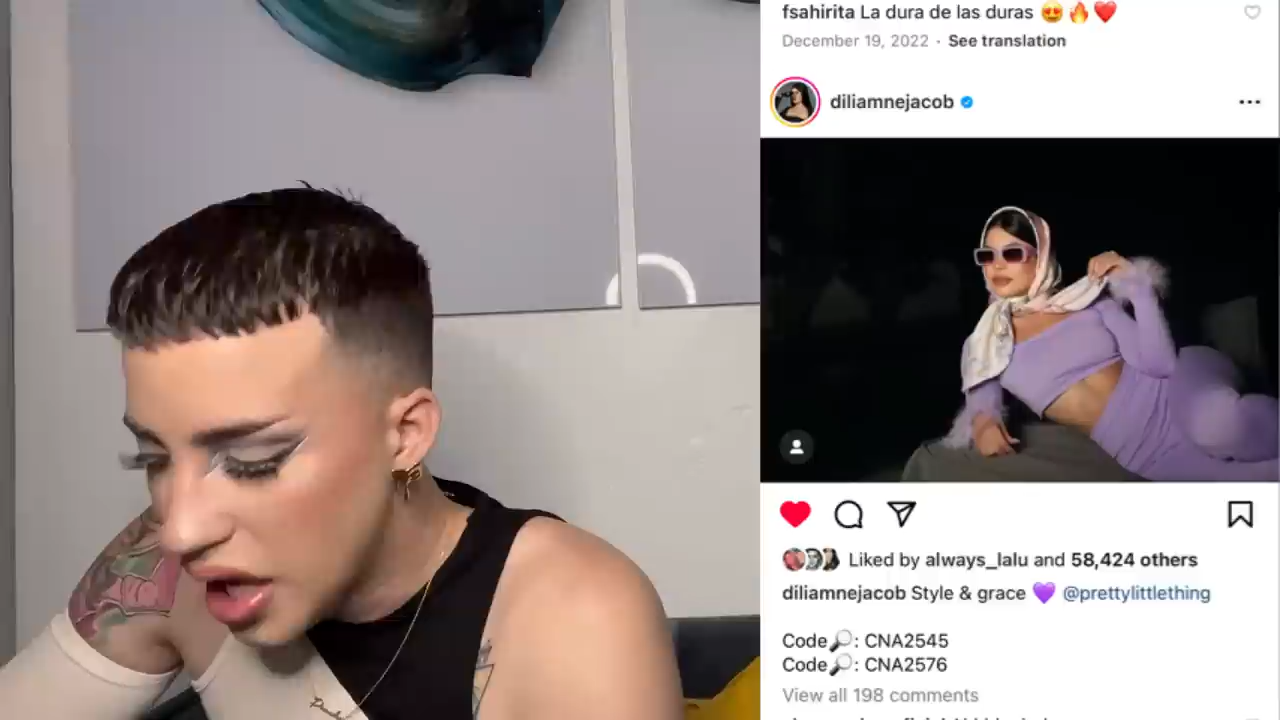 fsahirita La dura de las duras 😍🔥❤️
December 19, 2022 · See translation
diliamnejacob
Liked by always_lalu and 58,424 others
diliamnejacob Style & grace 💜 @prettylittlething
Code🔎: CNA2545
Code🔎: CNA2576
View all 198 comments